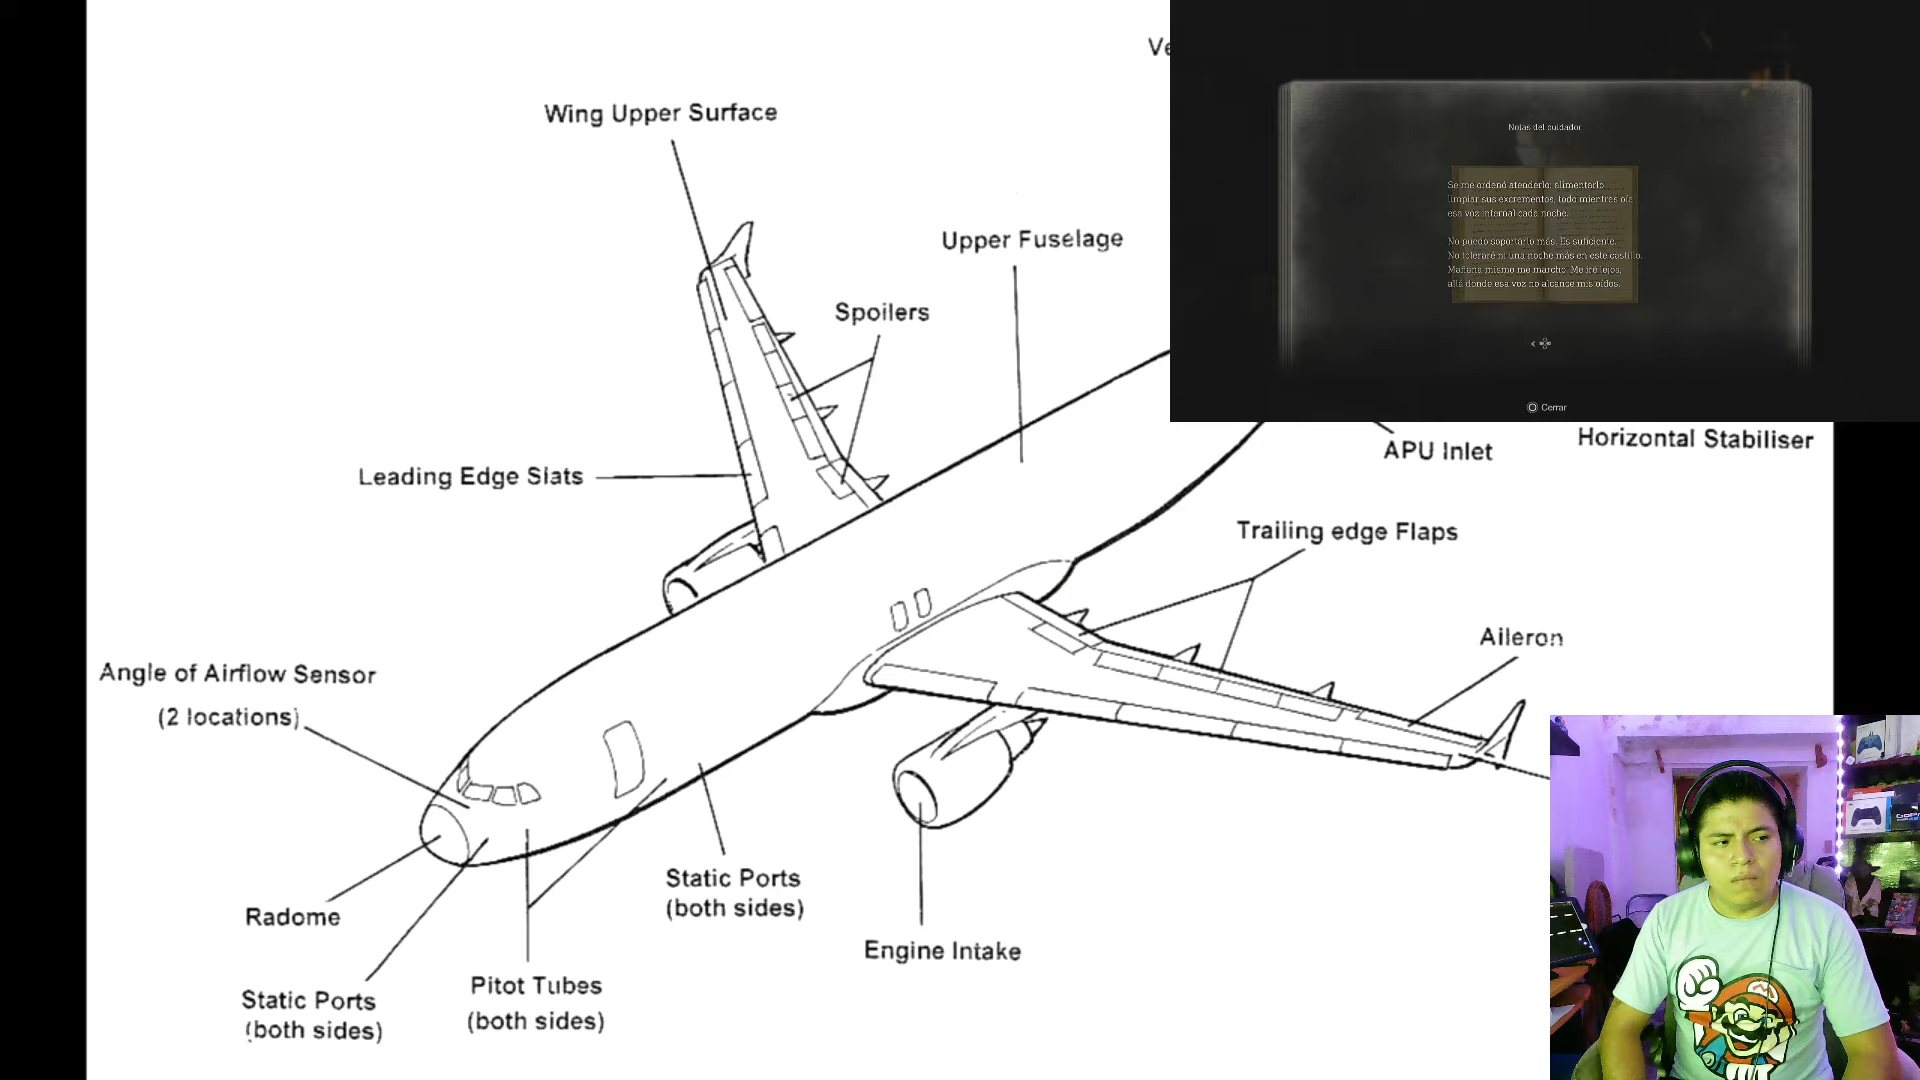 Wing Upper Surface
Upper Fuselage
Spoilers
Leading Edge Slats
Notas del cuidador
Se me ordenó atenderlo: alimentarlo,
limpiar sus excrementos, todo mientras oía
esa voz infernal cada noche.
No puedo soportarlo más. Es suficiente.
No toleraré ni una noche más en este castillo.
Mañana mismo me marcho. Me iré lejos,
allá donde esa voz no alcance mis oídos.
Cerrar
APU Inlet
Horizontal Stabiliser
Trailing edge Flaps
Aileron
Angle of Airflow Sensor
(2 locations)
Radome
Static Ports
(both sides)
Pitot Tubes
(both sides)
Static Ports
(both sides)
Engine Intake